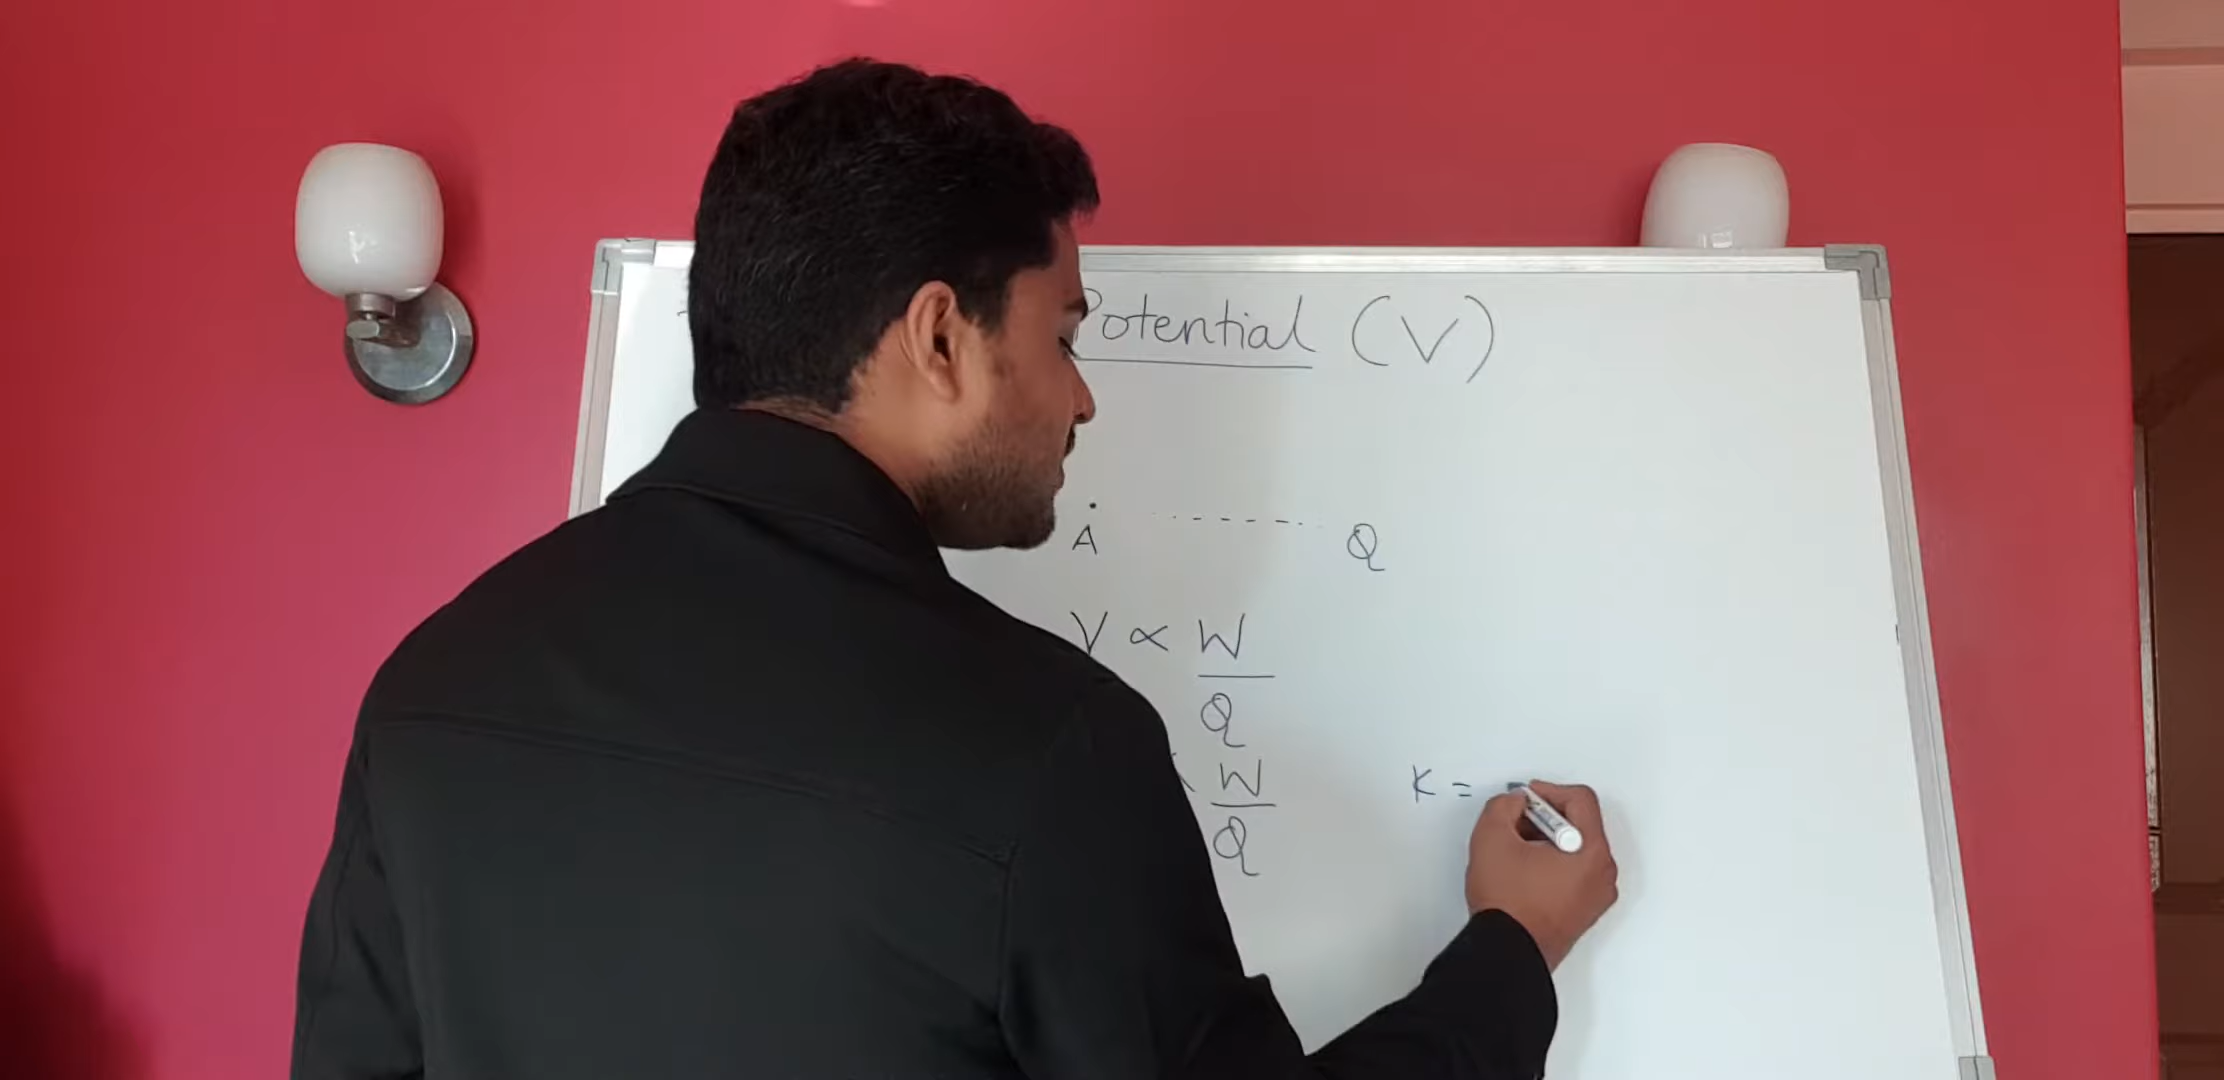 Potential (V)
A ------ Q
V ∝ W
Q
W
Q
K =